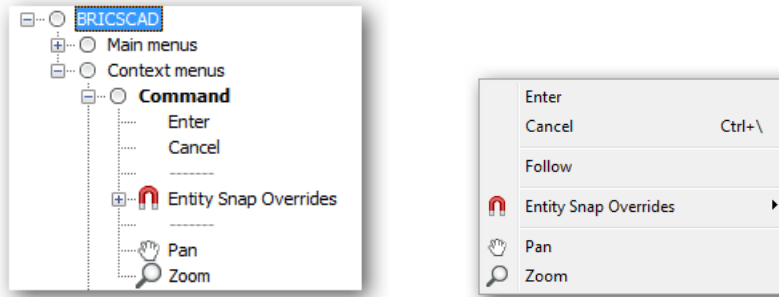 BRICSCAD
Main menus
Context menus
Command
Enter
Cancel
-------
Entity Snap Overrides
-------
Pan
Zoom
Enter
Cancel Ctrl+\
Follow
Entity Snap Overrides
Pan
Zoom